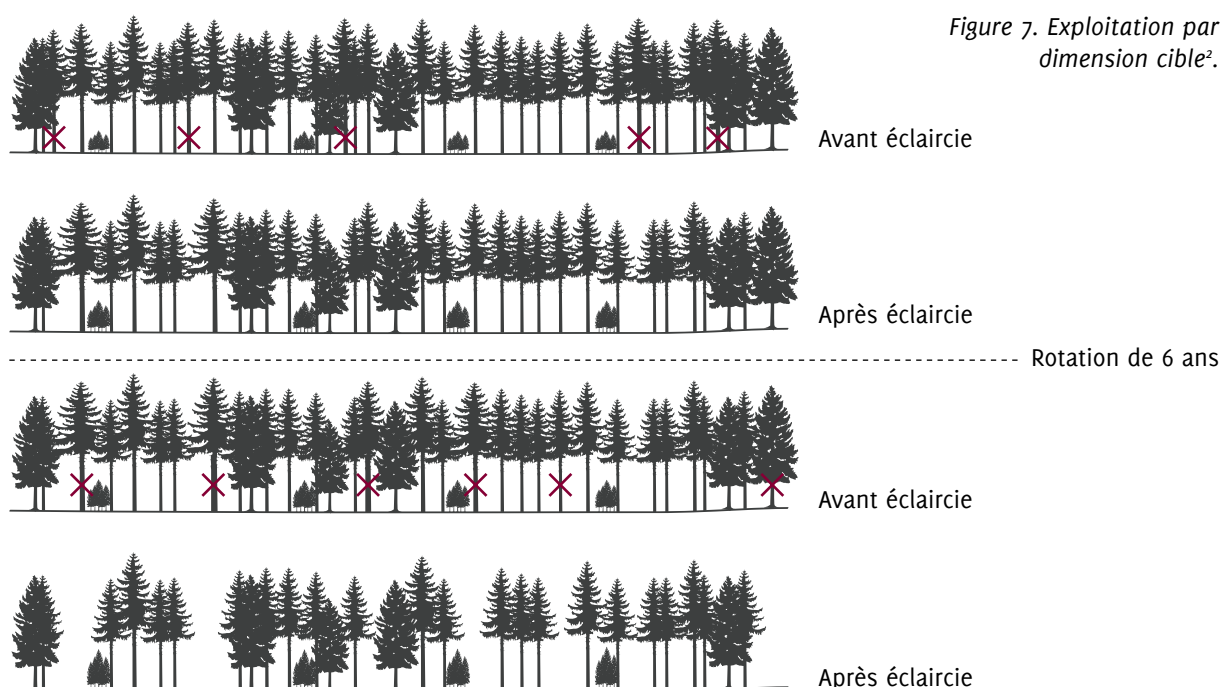 Figure 7. Exploitation par
dimension cible².
Avant éclaircie
Après éclaircie
Rotation de 6 ans
Avant éclaircie
Après éclaircie